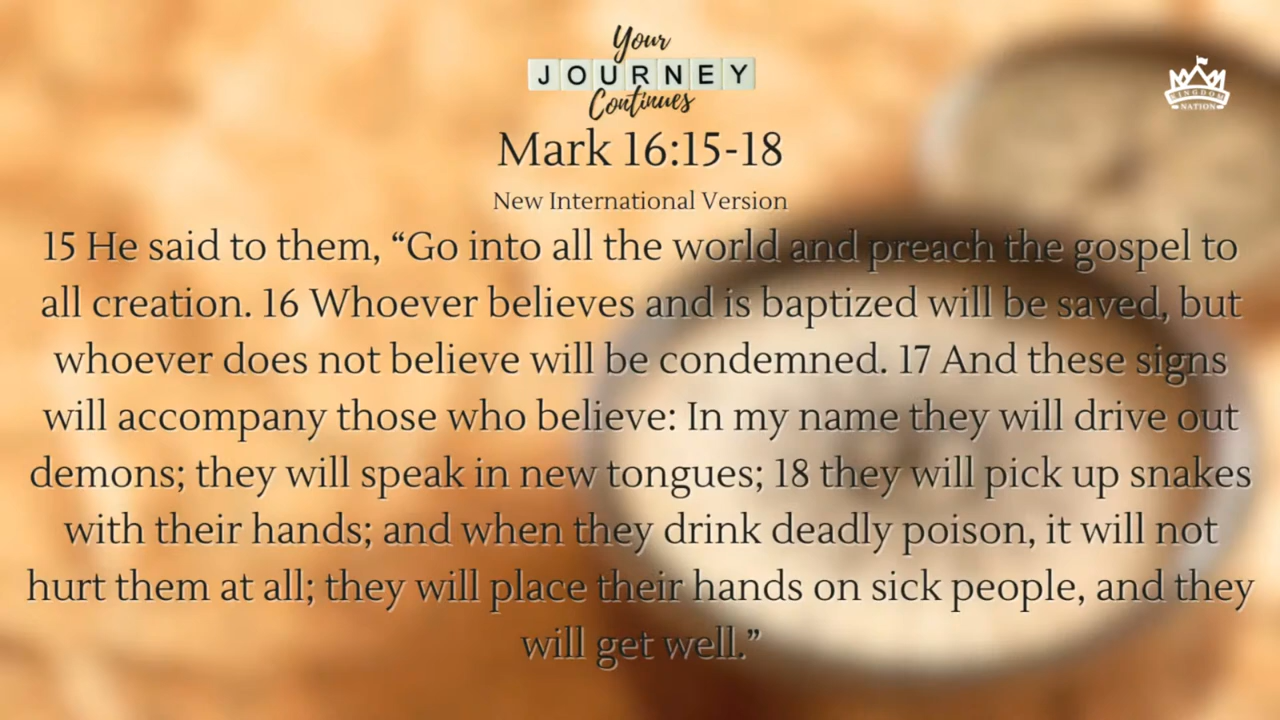 Your
JOURNEY
Continues
KINGDOM
NATION
Mark 16:15-18
New International Version
15 He said to them, “Go into all the world and preach the gospel to
all creation. 16 Whoever believes and is baptized will be saved, but
whoever does not believe will be condemned. 17 And these signs
will accompany those who believe: In my name they will drive out
demons; they will speak in new tongues; 18 they will pick up snakes
with their hands; and when they drink deadly poison, it will not
hurt them at all; they will place their hands on sick people, and they
will get well.”